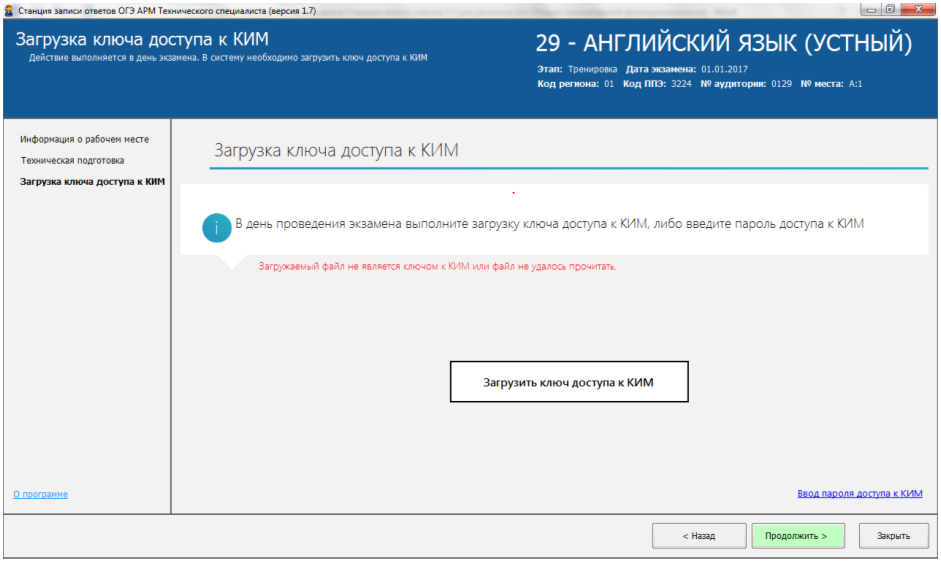 Станция записи ответов ОГЭ АРМ Технического специалиста (версия 1.7)
Загрузка ключа доступа к КИМ
Действие выполняется в день экзамена. В систему необходимо загрузить ключ доступа к КИМ
29 - АНГЛИЙСКИЙ ЯЗЫК (УСТНЫЙ)
Этап: Тренировка Дата экзамена: 01.01.2017
Код региона: 01 Код ППЭ: 3224 № аудитории: 0129 № места: А:1
Информация о рабочем месте
Техническая подготовка
Загрузка ключа доступа к КИМ
Загрузка ключа доступа к КИМ
В день проведения экзамена выполните загрузку ключа доступа к КИМ, либо введите пароль доступа к КИМ
Загружаемый файл не является ключом к КИМ или файл не удалось прочитать.
Загрузить ключ доступа к КИМ
О программе
Ввод пароля доступа к КИМ
< Назад
Продолжить >
Закрыть